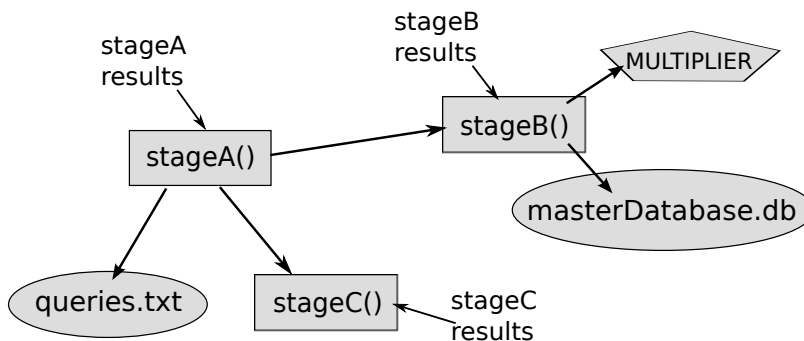 stageA
results
stageB
results
MULTIPLIER
stageA()
stageB()
masterDatabase.db
queries.txt
stageC()
stageC
results